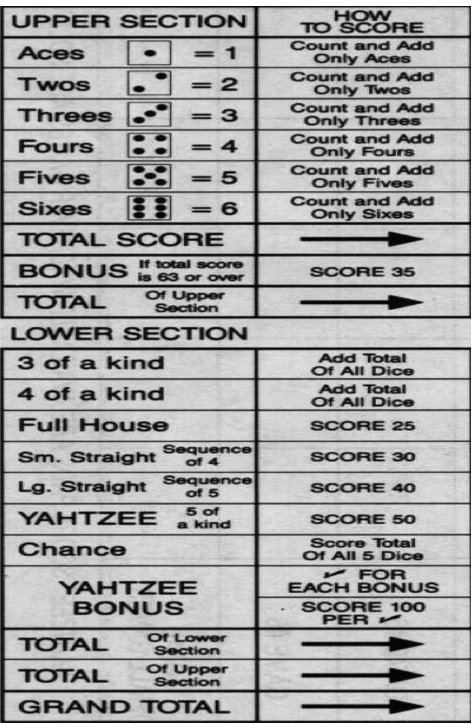 UPPER SECTION HOW TO SCORE
Aces = 1 Count and Add Only Aces
Twos = 2 Count and Add Only Twos
Threes = 3 Count and Add Only Threes
Fours = 4 Count and Add Only Fours
Fives = 5 Count and Add Only Fives
Sixes = 6 Count and Add Only Sixes
TOTAL SCORE
BONUS If total score is 63 or over SCORE 35
TOTAL Of Upper Section
LOWER SECTION
3 of a kind Add Total Of All Dice
4 of a kind Add Total Of All Dice
Full House SCORE 25
Sm. Straight Sequence of 4 SCORE 30
Lg. Straight Sequence of 5 SCORE 40
YAHTZEE 5 of a kind SCORE 50
Chance Score Total Of All 5 Dice
YAHTZEE BONUS ✓ FOR EACH BONUS
SCORE 100 PER ✓
TOTAL Of Lower Section
TOTAL Of Upper Section
GRAND TOTAL